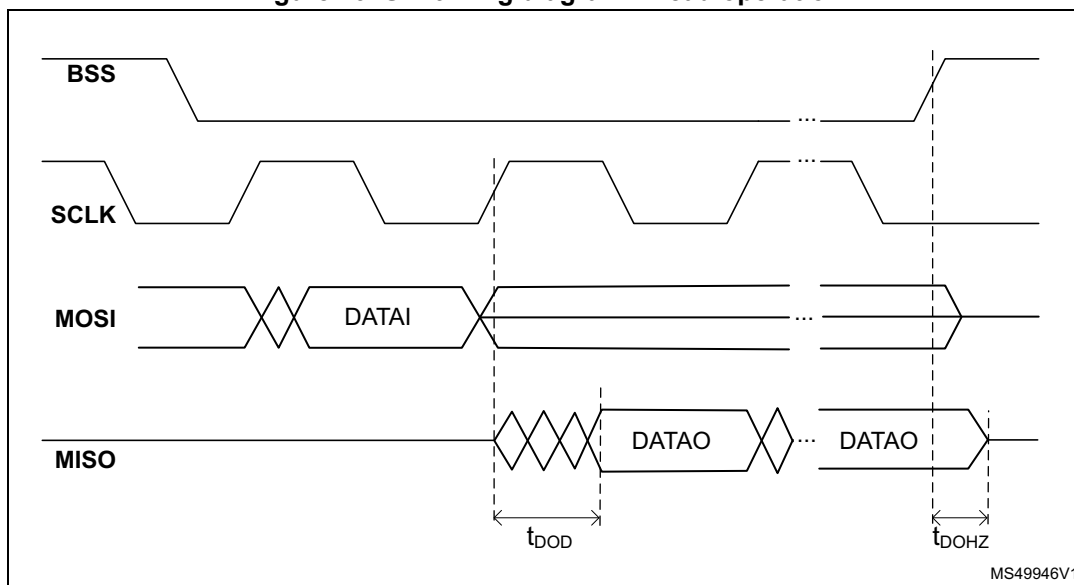 BSS
...
SCLK
...
MOSI
DATAI
...
MISO
DATAO
...
DATAO
tDOD
tDOHZ
MS49946V1